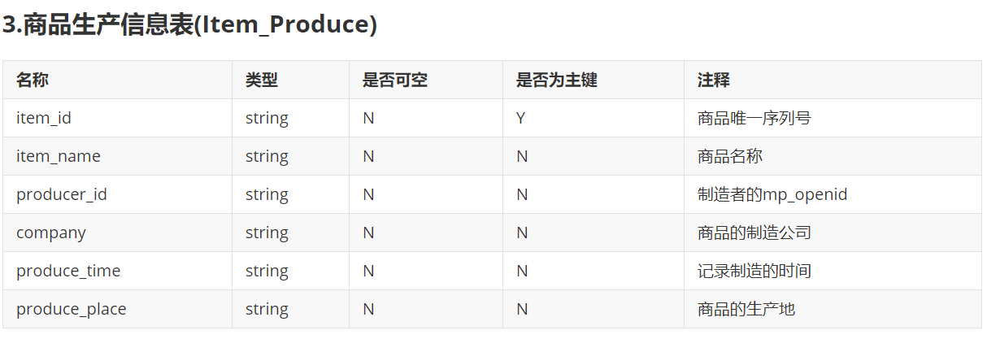 3.商品生产信息表(Item_Produce)
名称 类型 是否可空 是否为主键 注释
item_id string N Y 商品唯一序列号
item_name string N N 商品名称
producer_id string N N 制造者的mp_openid
company string N N 商品的制造公司
produce_time string N N 记录制造的时间
produce_place string N N 商品的生产地